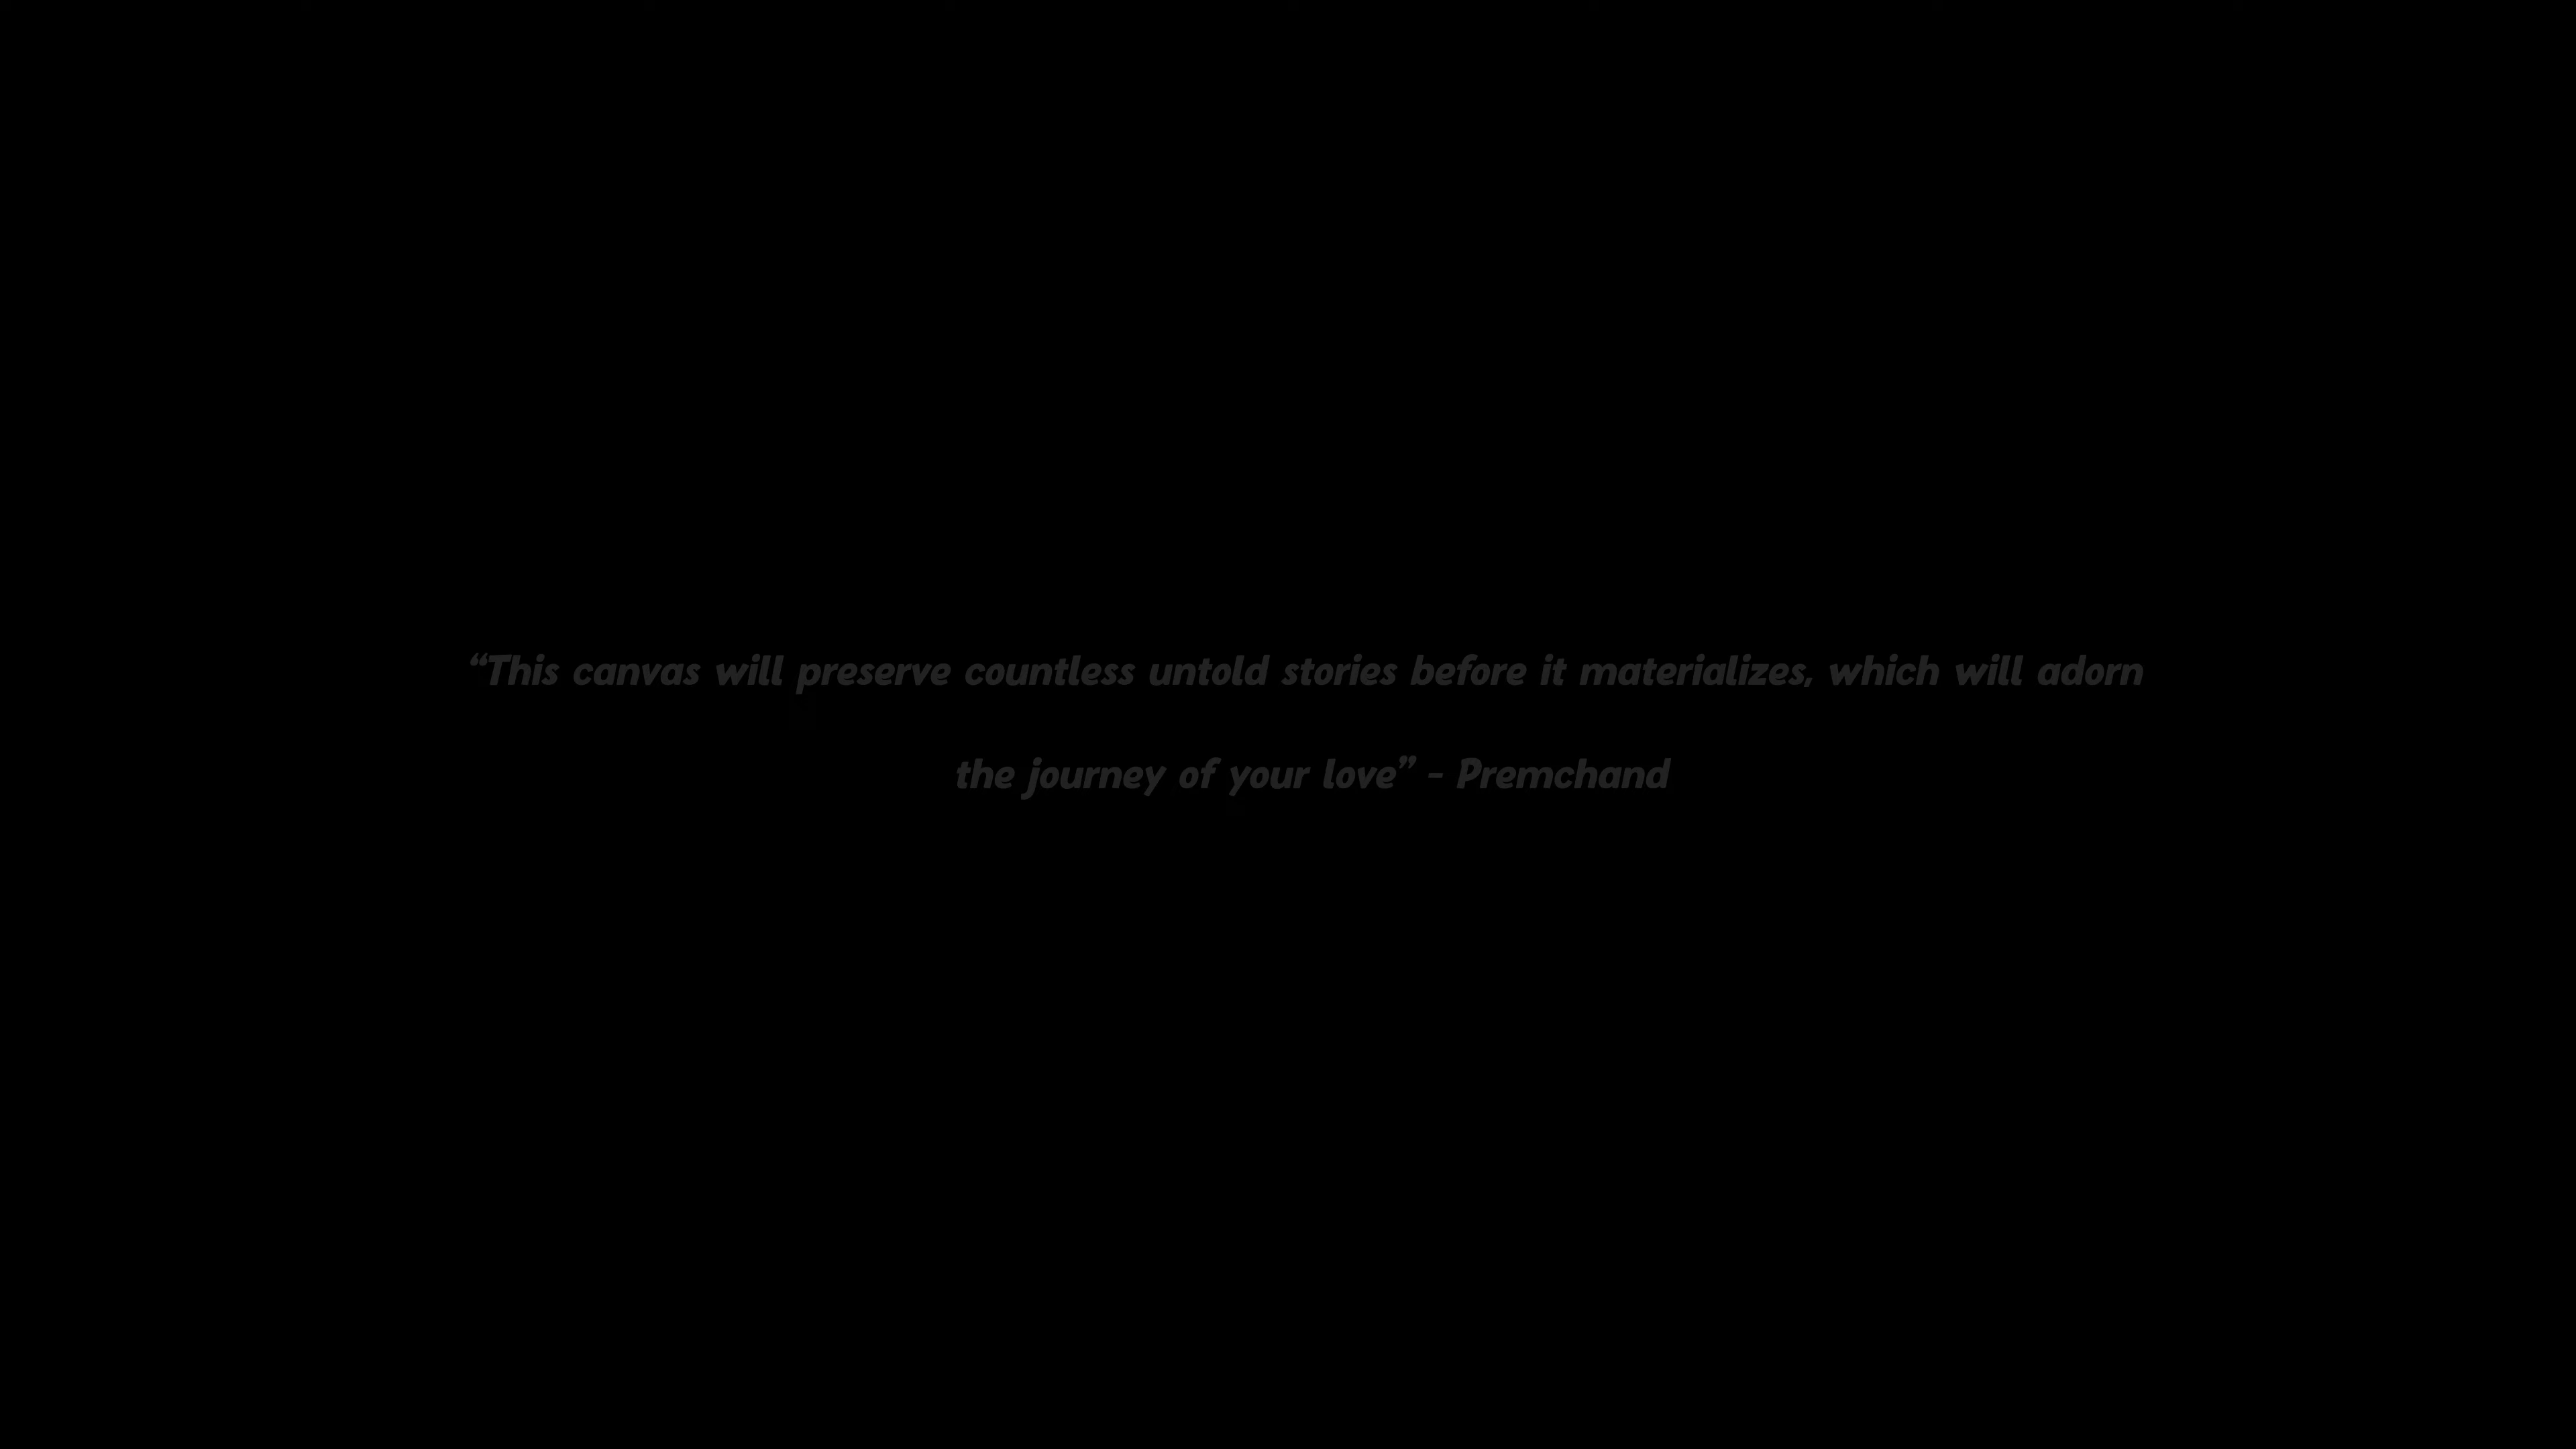 “This canvas will preserve countless untold stories before it materializes, which will adorn
the journey of your love” - Premchand